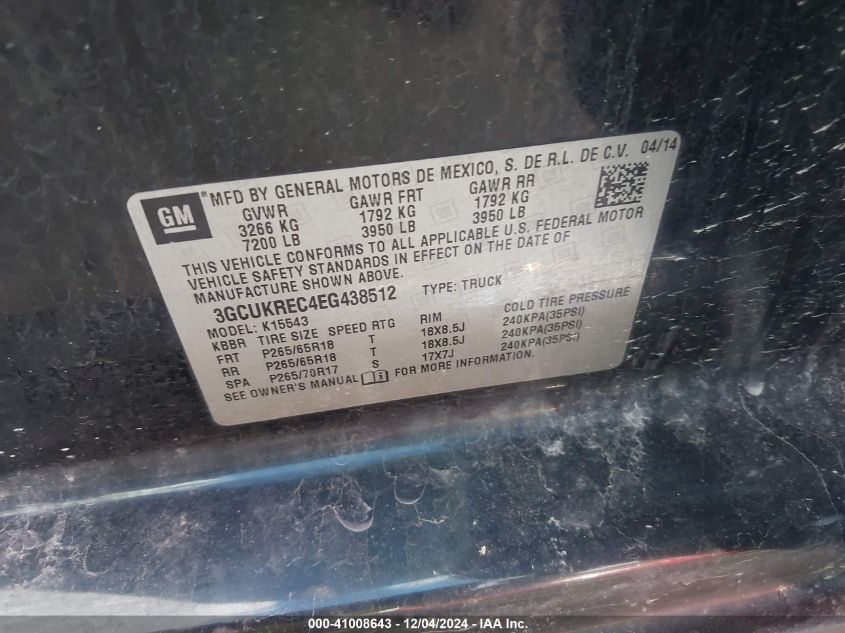 GM
®MFD BY GENERAL MOTORS DE MEXICO, S. DE R.L. DE C.V. 04/14
GVWR GAWR FRT GAWR RR
3266 KG 1792 KG 1792 KG
7200 LB 3950 LB 3950 LB
THIS VEHICLE CONFORMS TO ALL APPLICABLE U.S. FEDERAL MOTOR
VEHICLE SAFETY STANDARDS IN EFFECT ON THE DATE OF
MANUFACTURE SHOWN ABOVE.
3GCUKREC4EG438512 TYPE: TRUCK
MODEL: K15543
KBBR TIRE SIZE SPEED RTG RIM COLD TIRE PRESSURE
FRT P265/65R18 T 18X8.5J 240KPA(35PSI)
RR P265/65R18 T 18X8.5J 240KPA(35PSI)
SPA P265/70R17 S 17X7J 240KPA(35PSI)
SEE OWNER'S MANUAL FOR MORE INFORMATION.
000-41008643 - 12/04/2024 - IAA Inc.